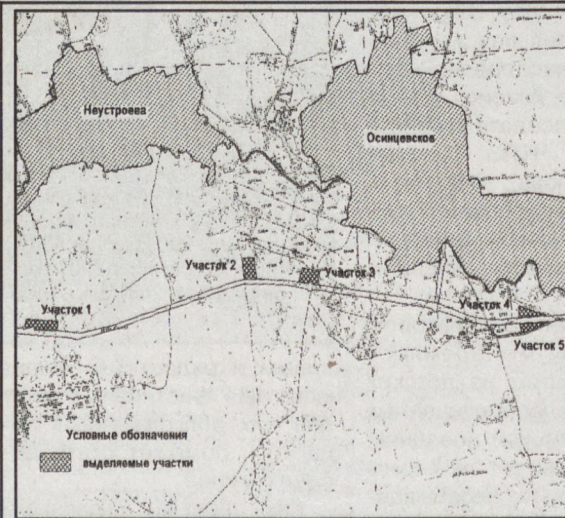 Неустроева
Осинцевское
Участок 2
Участок 3
Участок 1
Участок 4
Участок 5
Условные обозначения
выделяемые участки